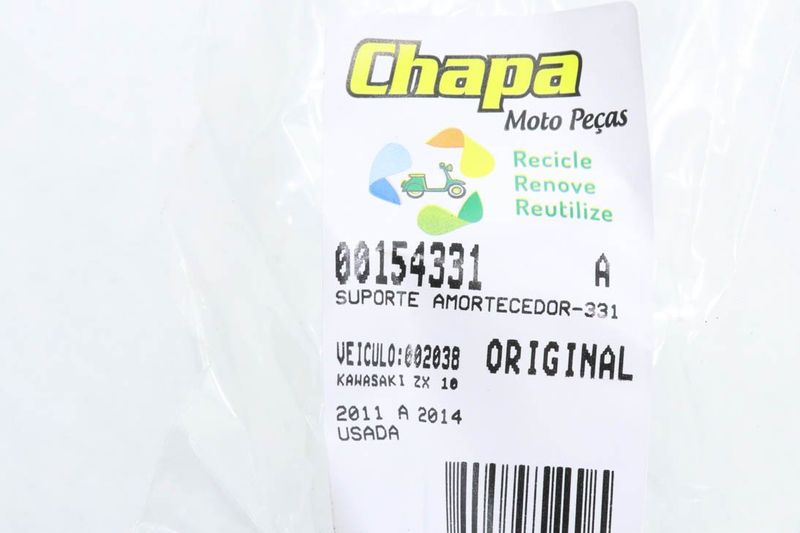 Chapa
Moto Peças
Recicle
Renove
Reutilize
00154331 A
SUPORTE AMORTECEDOR-331
VEICULO:002038 ORIGINAL
KAWASAKI ZX 10
2011 A 2014
USADA